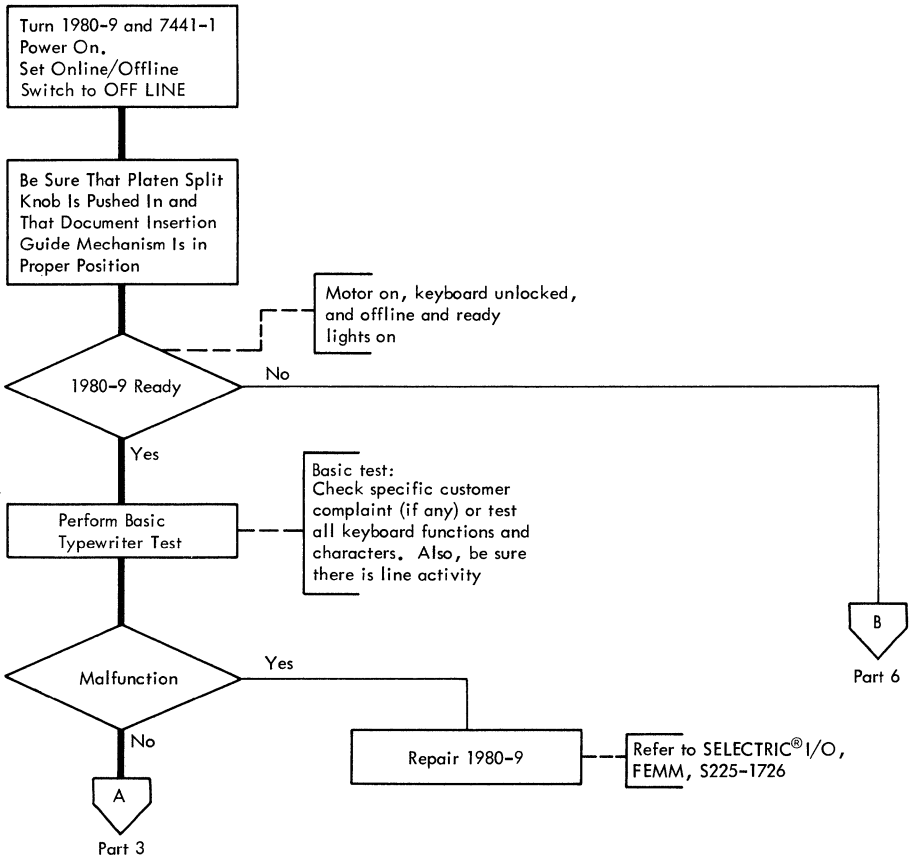 Turn 1980-9 and 7441-1
Power On.
Set Online/Offline
Switch to OFF LINE
Be Sure That Platen Split
Knob Is Pushed In and
That Document Insertion
Guide Mechanism Is in
Proper Position
Motor on, keyboard unlocked,
and offline and ready
lights on
1980-9 Ready
No
Yes
Basic test:
Check specific customer
complaint (if any) or test
all keyboard functions and
characters. Also, be sure
there is line activity
Perform Basic
Typewriter Test
B
Part 6
Malfunction
Yes
No
Repair 1980-9
Refer to SELECTRIC® I/O,
FEMM, S225-1726
A
Part 3